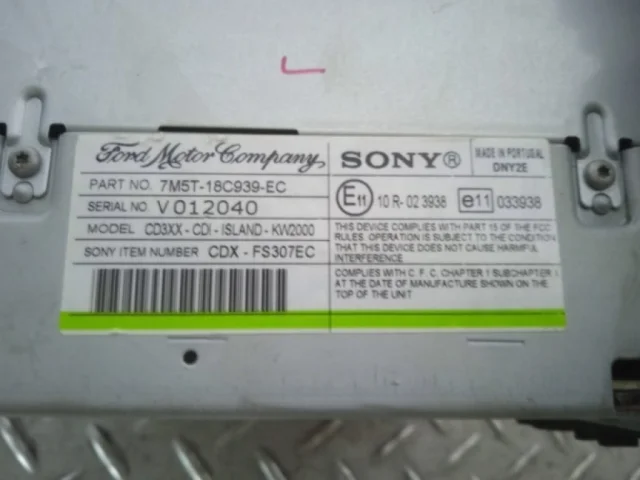 Ford Motor Company
PART NO. 7M5T-18C939-EC
SERIAL NO. V012040
MODEL CD3XX - CDI - ISLAND - KW2000
SONY ITEM NUMBER CDX - FS307EC
SONY®
MADE IN PORTUGAL
DNY2E
E11 10 R- 02 3938 e11 033938
THIS DEVICE COMPLIES WITH PART 15 OF THE FCC
RULES. OPERATION IS SUBJECT TO THE CONDITION
THAT THIS DEVICE DOES NOT CAUSE HARMFUL
INTERFERENCE
COMPLIES WITH C. F. C. CHAPTER 1 SUBCHAPTER
AT THE DATE OF MANUFACTURE SHOWN ON THE
TOP OF THE UNIT